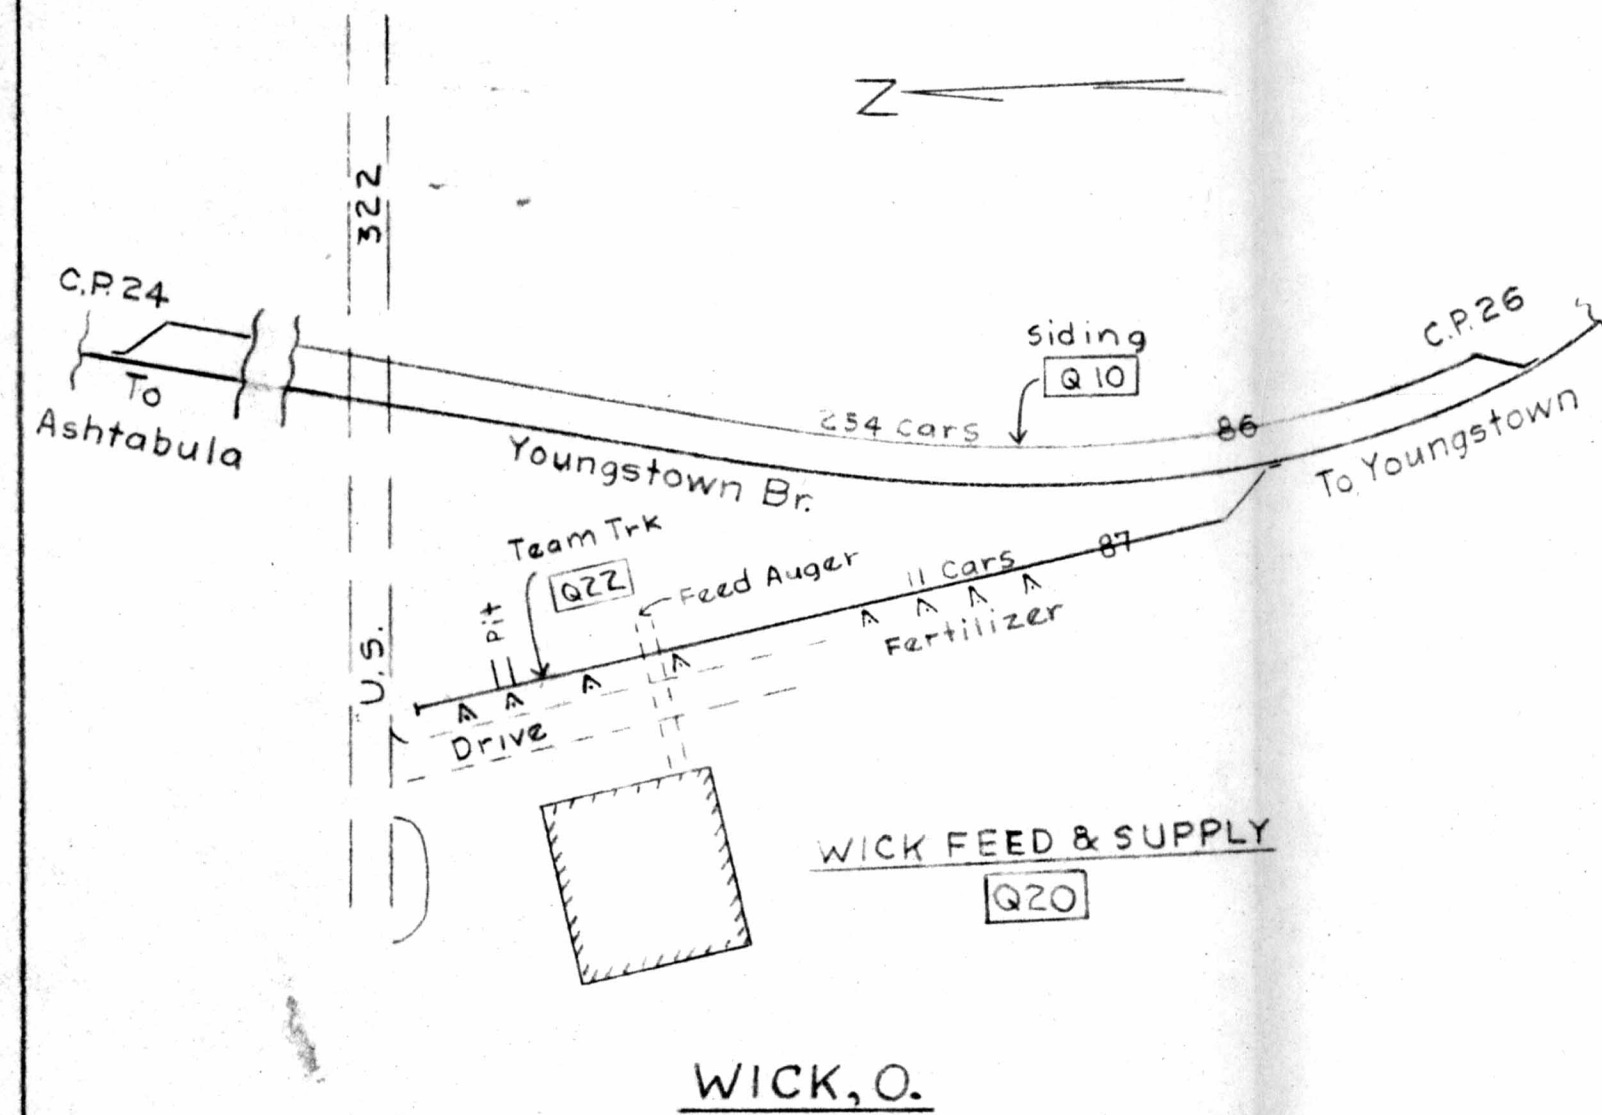 Z
322
C.P. 24
To
Ashtabula
Siding
Q 10
C.P. 26
254 cars
86
Youngstown Br.
To Youngstown
Team Trk
Q22
Pit
Feed Auger
11 Cars
87
Fertilizer
U.S.
Drive
WICK FEED & SUPPLY
Q20
WICK, O.